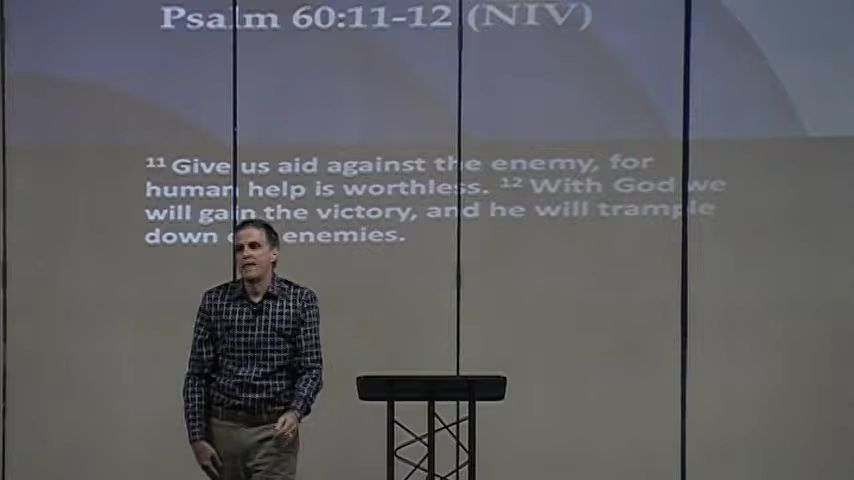 Psalm 60:11-12 (NIV)
11 Give us aid against the enemy, for
human help is worthless. 12 With God we
will gain the victory, and he will trample
down enemies.